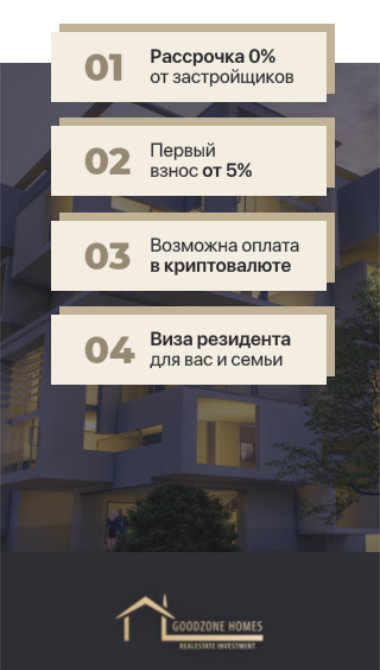 01
Рассрочка 0%
от застройщиков
02
Первый
взнос от 5%
03
Возможна оплата
в криптовалюте
04
Виза резидента
для вас и семьи
GOODZONE HOMES
REALESTATE INVESTMENT